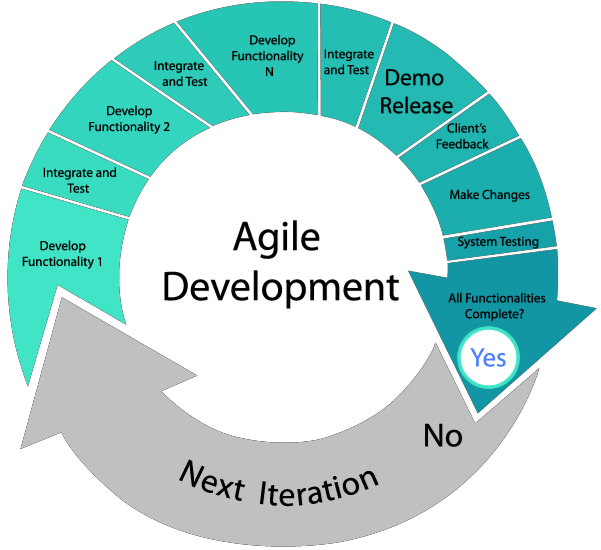 Agile
Development
Develop
Functionality 1
Integrate and
Test
Develop
Functionality 2
Integrate
and Test
Develop
Functionality
N
Integrate
and Test
Demo
Release
Client's
Feedback
Make Changes
System Testing
All Functionalities
Complete?
Yes
No
Next Iteration